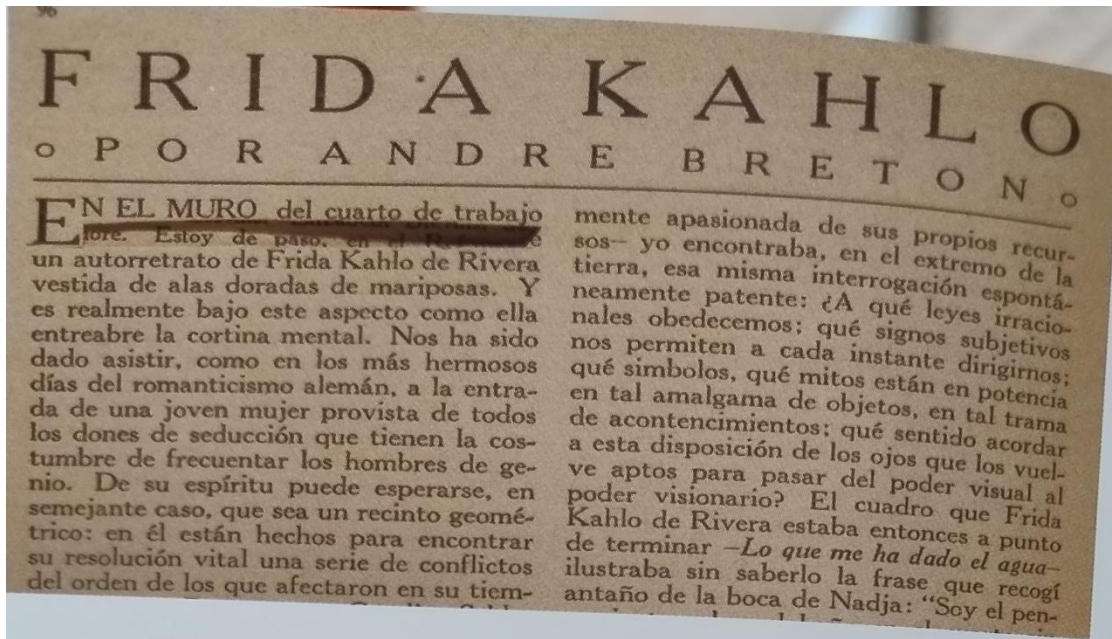 96
FRIDA KAHLO
POR ANDRE BRETON
EN EL MURO del cuarto de trabajo
Estoy de paso, en el
un autorretrato de Frida Kahlo de Rivera
vestida de alas doradas de mariposas. Y
es realmente bajo este aspecto como ella
entreabre la cortina mental. Nos ha sido
dado asistir, como en los más hermosos
días del romanticismo alemán, a la entra-
da de una joven mujer provista de todos
los dones de seducción que tienen la cos-
tumbre de frecuentar los hombres de ge-
nio. De su espíritu puede esperarse, en
semejante caso, que sea un recinto geomé-
trico: en él están hechos para encontrar
su resolución vital una serie de conflictos
del orden de los que afectaron en su tiem-
mente apasionada de sus propios recur-
sos— yo encontraba, en el extremo de la
tierra, esa misma interrogación espontá-
neamente patente: ¿A qué leyes irracio-
nales obedecemos; qué signos subjetivos
nos permiten a cada instante dirigirnos;
qué simbolos, qué mitos están en potencia
en tal amalgama de objetos, en tal trama
de acontencimientos; qué sentido acordar
a esta disposición de los ojos que los vuel-
ve aptos para pasar del poder visual al
poder visionario? El cuadro que Frida
Kahlo de Rivera estaba entonces a punto
de terminar —Lo que me ha dado el agua—
ilustraba sin saberlo la frase que recogí
antaño de la boca de Nadja: "Soy el pen-